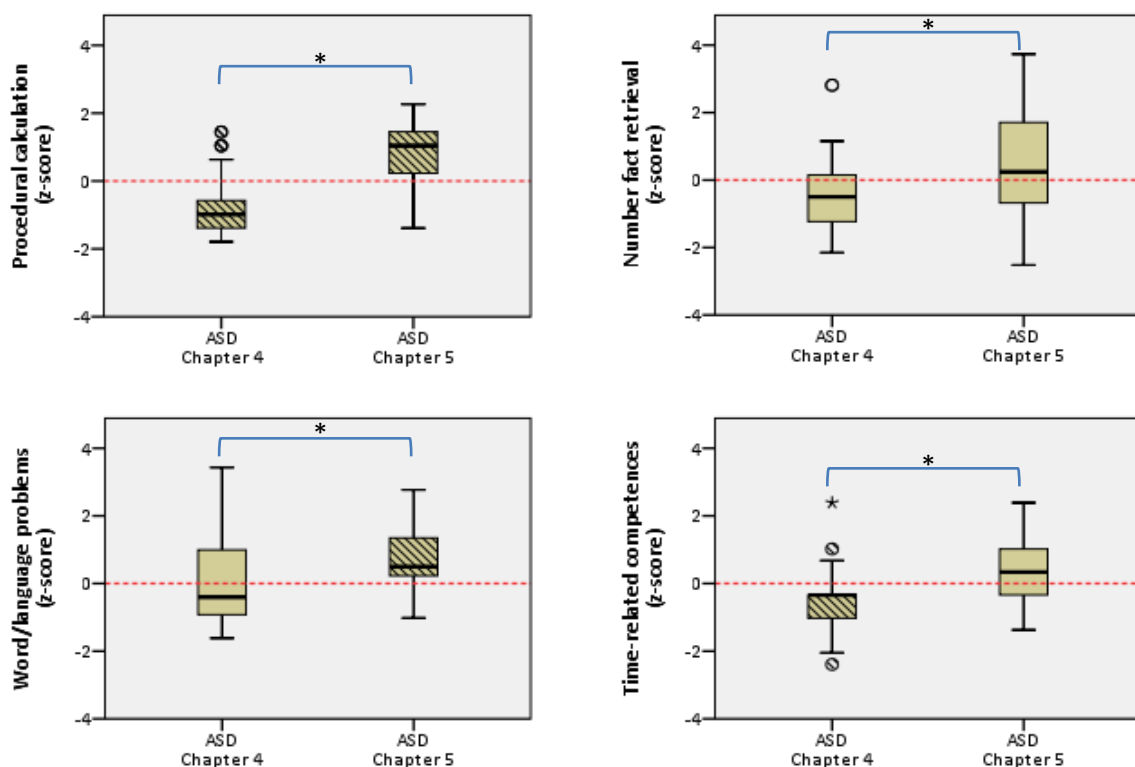 Procedural calculation
(z-score)
4
2
0
-2
-4
*
ASD
Chapter 4
ASD
Chapter 5
Number fact retrieval
(z-score)
4
2
0
-2
-4
*
ASD
Chapter 4
ASD
Chapter 5
Word/language problems
(z-score)
4
2
0
-2
-4
*
ASD
Chapter 4
ASD
Chapter 5
Time-related competences
(z-score)
4
2
0
-2
-4
*
ASD
Chapter 4
ASD
Chapter 5